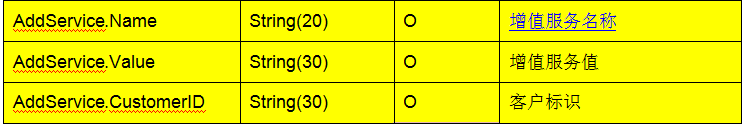 AddService.Name String(20) O 增值服务名称
AddService.Value String(30) O 增值服务值
AddService.CustomerID String(30) O 客户标识